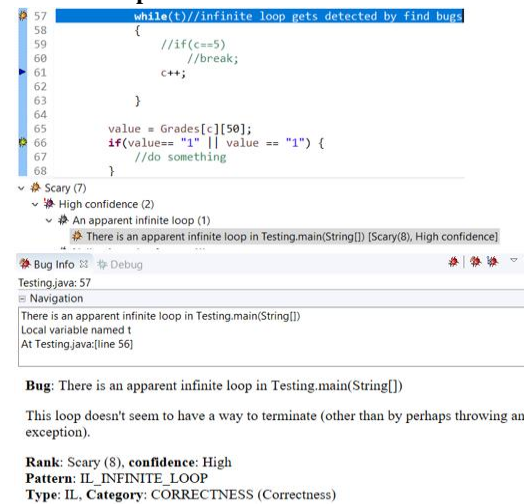 57 while(t)//infinite loop gets detected by find bugs
58 {
59 //if(c==5)
60 //break;
61 c++;
62
63 }
64
65 value = Grades[c][50];
66 if(value== "1" || value == "1") {
67 //do something
68 }
Scary (7)
High confidence (2)
An apparent infinite loop (1)
There is an apparent infinite loop in Testing.main(String[]) [Scary(8), High confidence]
Bug Info Debug
Testing.java: 57
Navigation
There is an apparent infinite loop in Testing.main(String[])
Local variable named t
At Testing.java:[line 56]
Bug: There is an apparent infinite loop in Testing.main(String[])
This loop doesn't seem to have a way to terminate (other than by perhaps throwing an
exception).
Rank: Scary (8), confidence: High
Pattern: IL_INFINITE_LOOP
Type: IL, Category: CORRECTNESS (Correctness)